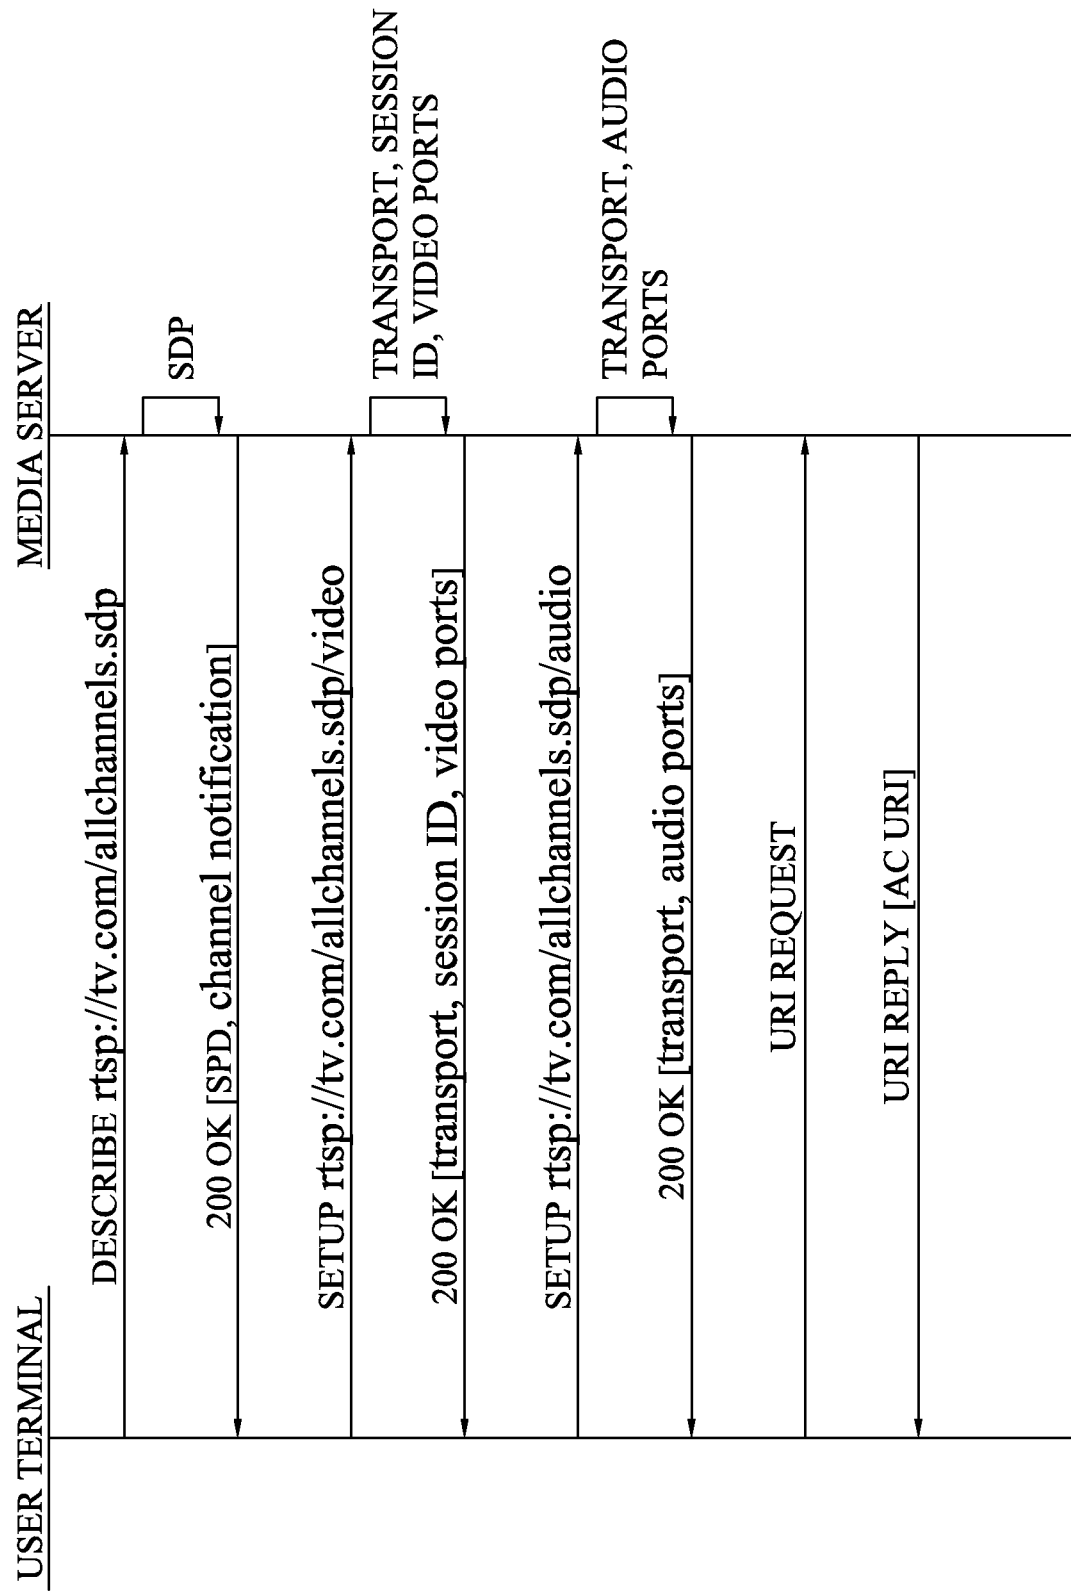 USER TERMINAL
MEDIA SERVER
DESCRIBE rtsp://tv.com/allchannels.sdp
SDP
200 OK [SPD, channel notification]
SETUP rtsp://tv.com/allchannels.sdp/video
TRANSPORT, SESSION
ID, VIDEO PORTS
200 OK [transport, session ID, video ports]
SETUP rtsp://tv.com/allchannels.sdp/audio
TRANSPORT, AUDIO
PORTS
200 OK [transport, audio ports]
URI REQUEST
URI REPLY [AC URI]